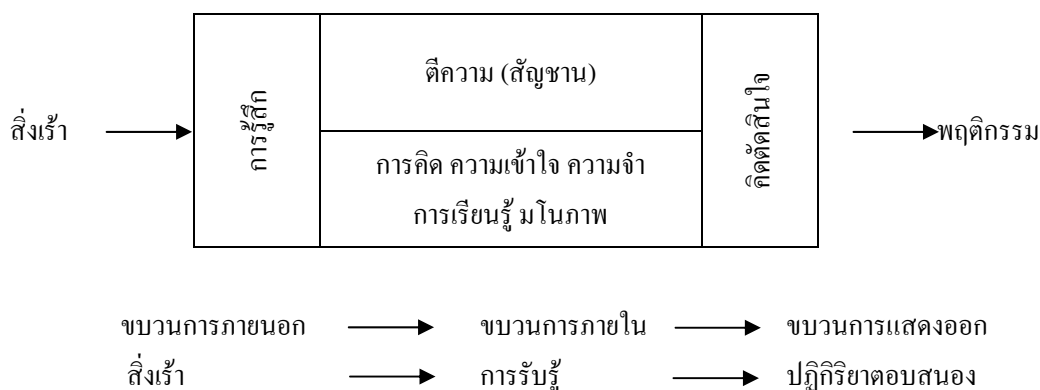 สิ่งเร้า
การรู้สึก
ตีความ (สัญชาน)
การคิด ความเข้าใจ ความจำ
การเรียนรู้ มโนภาพ
คิดตัดสินใจ
พฤติกรรม
ขบวนการภายนอก ขบวนการภายใน ขบวนการแสดงออก
สิ่งเร้า การรับรู้ ปฏิกิริยาตอบสนอง